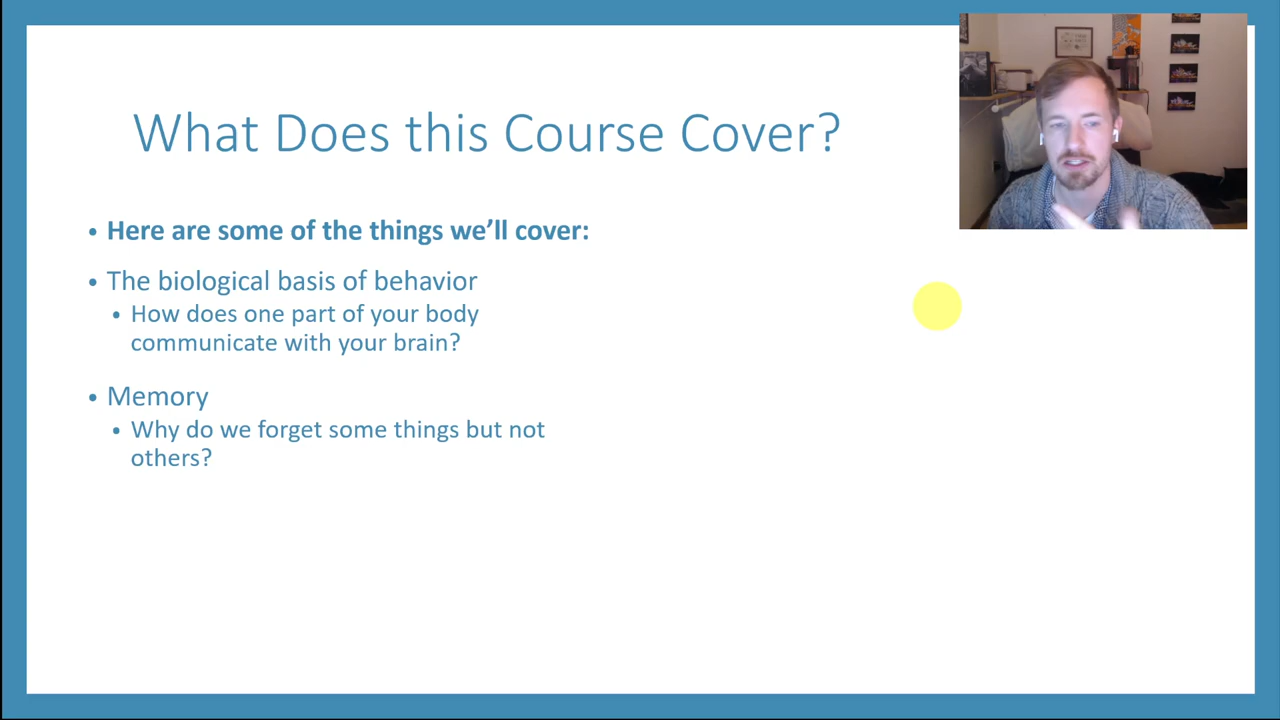 What Does this Course Cover?
• Here are some of the things we'll cover:
• The biological basis of behavior
• How does one part of your body
communicate with your brain?
• Memory
• Why do we forget some things but not
others?